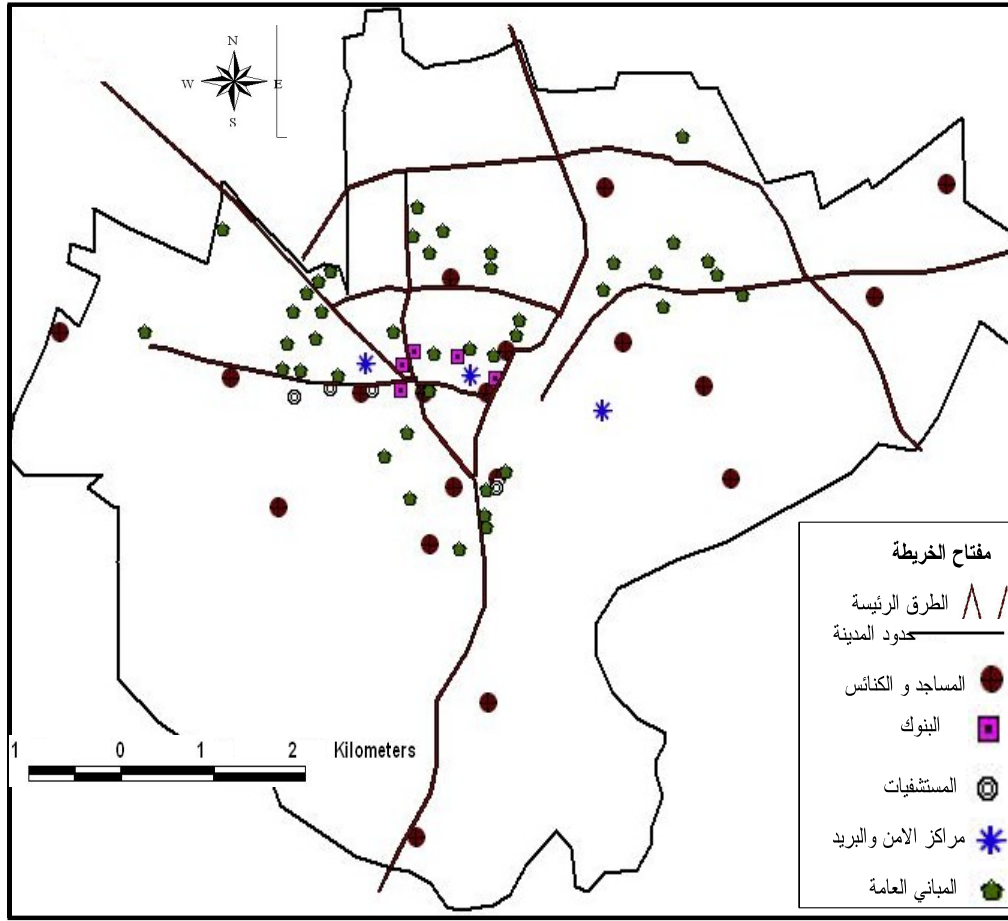 N
W E
S
مفتاح الخريطة
الطرق الرئيسة
حدود المدينة
المساجد و الكنائس
البنوك
المستشفيات
مراكز الامن والبريد
المباني العامة
1 0 1 2 Kilometers